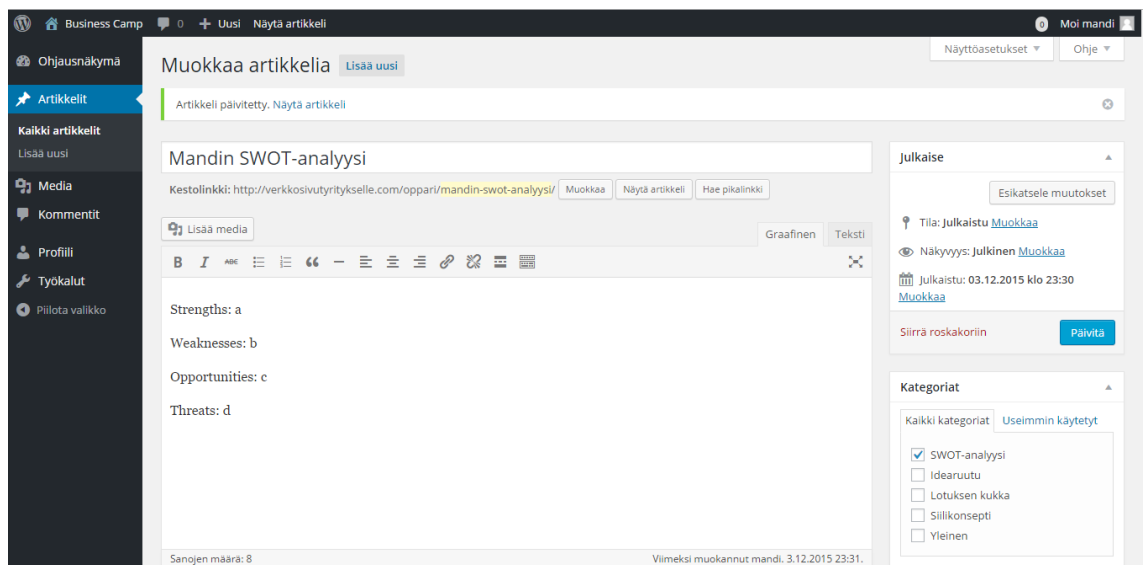 Business Camp 0 + Uusi Näytä artikkeli 0 Moi mandi
Näyttöasetukset Ohje
Ohjausnäkymä
Artikkelit
Kaikki artikkelit
Lisää uusi
Media
Kommentit
Profiili
Työkalut
Piilota valikko
Muokkaa artikkelia Lisää uusi
Artikkeli päivitetty. Näytä artikkeli
Mandin SWOT-analyysi
Kestolinkki: http://verkkosivutyritykselle.com/oppari/mandin-swot-analyysi/ Muokkaa Näytä artikkeli Hae pikalinkki
Lisää media
Graafinen Teksti
B I ABC
Strengths: a
Weaknesses: b
Opportunities: c
Threats: d
Sanojen määrä: 8 Viimeksi muokannut mandi. 3.12.2015 23:31.
Julkaise
Esikatsele muutokset
Tila: Julkaistu Muokkaa
Näkyvyys: Julkinen Muokkaa
Julkaistu: 03.12.2015 klo 23:30
Muokkaa
Siirrä roskakoriin Päivitä
Kategoriat
Kaikki kategoriat Useimmin käytetyt
SWOT-analyysi
Idearuutu
Lotuksen kukka
Siilikonsepti
Yleinen